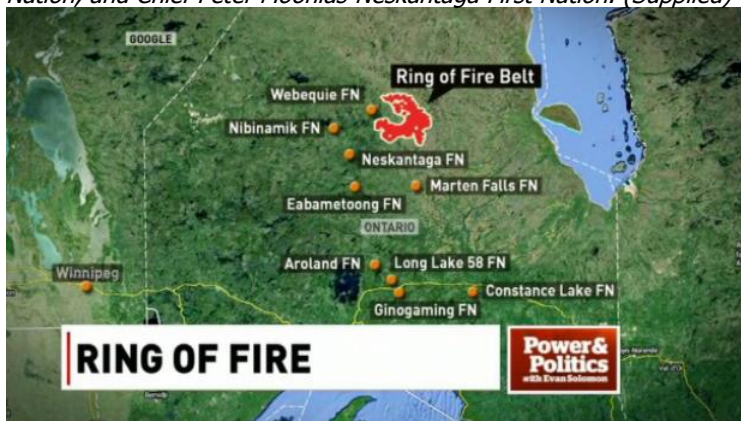 Nation, and Chief Peter Moonias Neskantaga First Nation. (Supplied)
GOOGLE
Ring of Fire Belt
Webequie FN
Nibinamik FN
Neskantaga FN
Marten Falls FN
Eabametoong FN
ONTARIO
Aroland FN
Long Lake 58 FN
Winnipeg
Constance Lake FN
Ginogaming FN
RING OF FIRE
Power&
Politics
with Evan Solomon
Val-d'Or